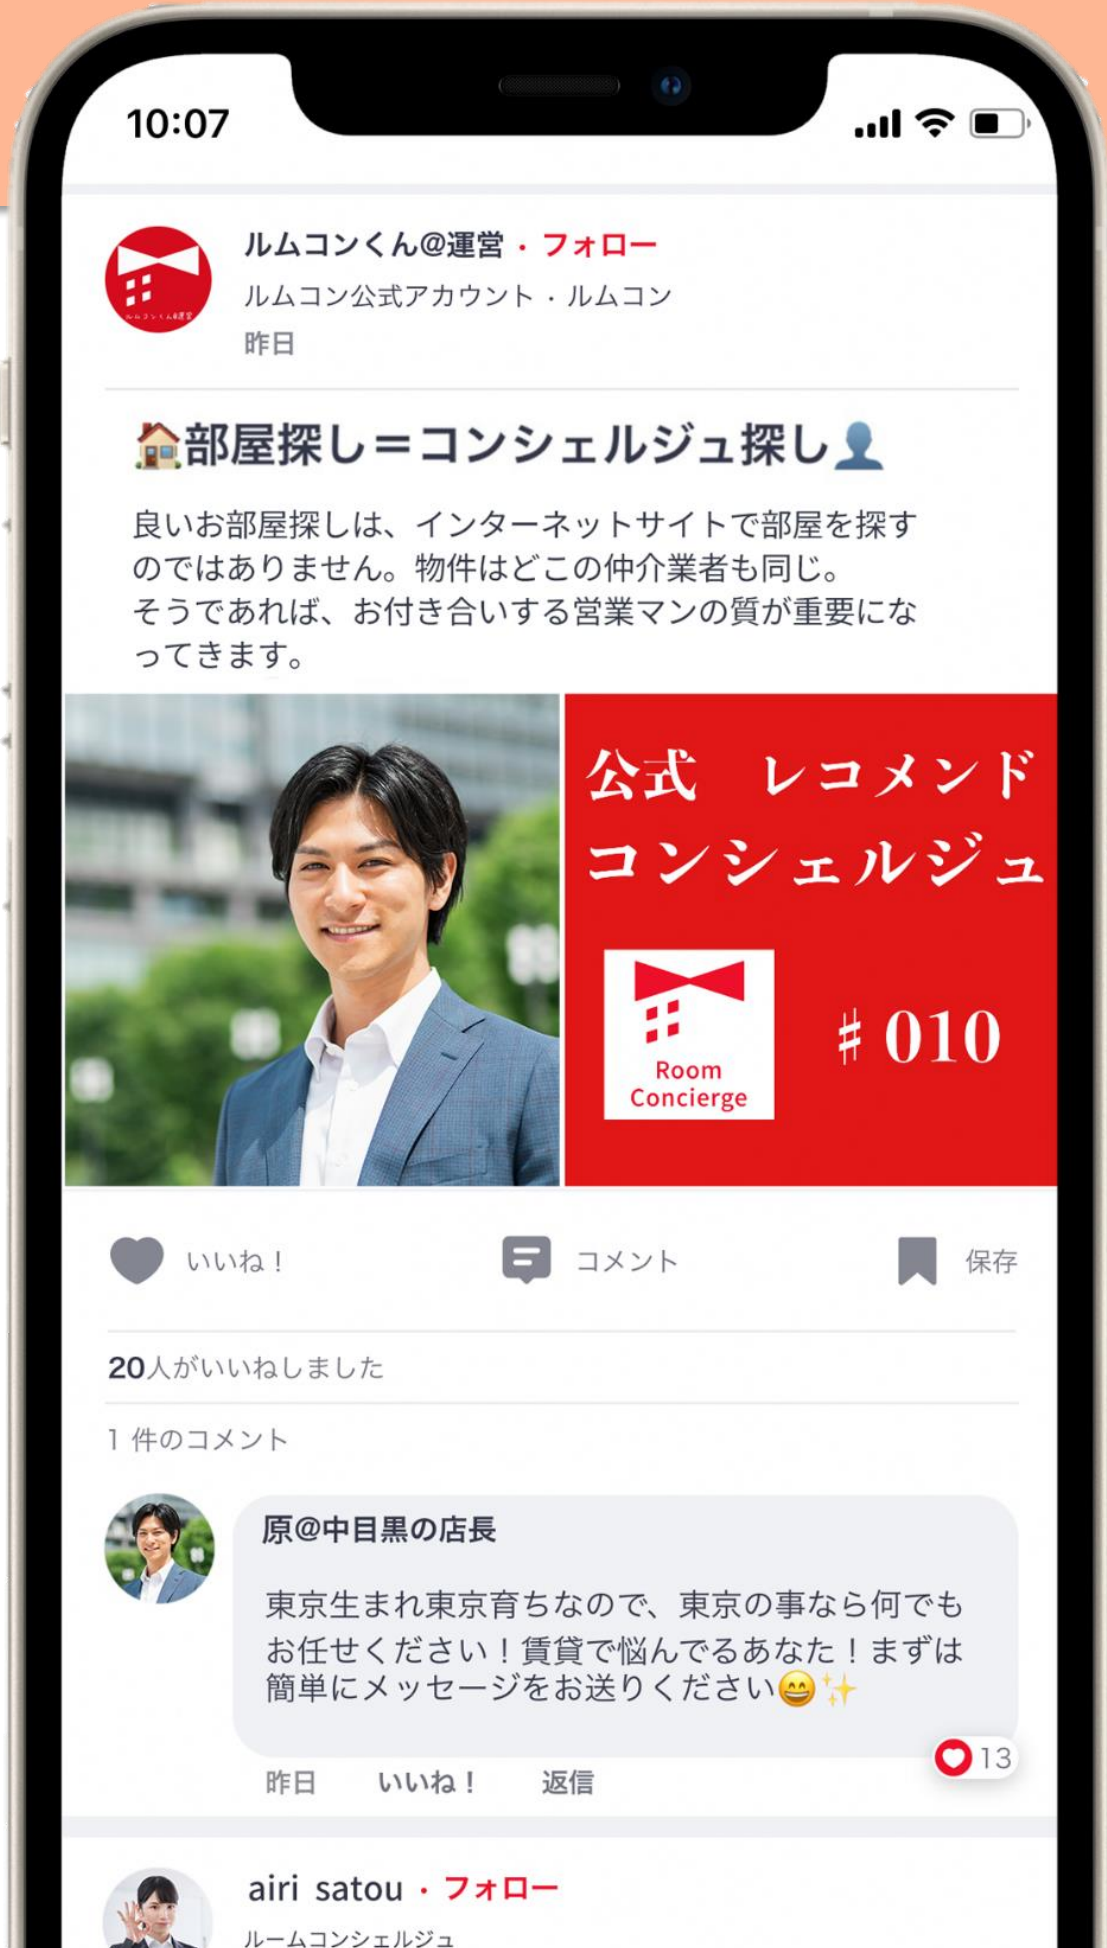 10:07
ルムコンくん@運営・フォロー
ルムコン公式アカウント・ルムコン
昨日
ルムコンくん@運営
🏠部屋探し＝コンシェルジュ探し👤
良いお部屋探しは、インターネットサイトで部屋を探す
のではありません。物件はどこの仲介業者も同じ。
そうであれば、お付き合いする営業マンの質が重要にな
ってきます。
公式 レコメンド
コンシェルジュ
Room
Concierge
#010
いいね！ コメント 保存
20人がいいねしました
1 件のコメント
原@中目黒の店長
東京生まれ東京育ちなので、東京の事なら何でも
お任せください！賃貸で悩んでるあなた！まずは
簡単にメッセージをお送りください😄✨
13
昨日 いいね！ 返信
airi satou・フォロー
ルームコンシェルジュ